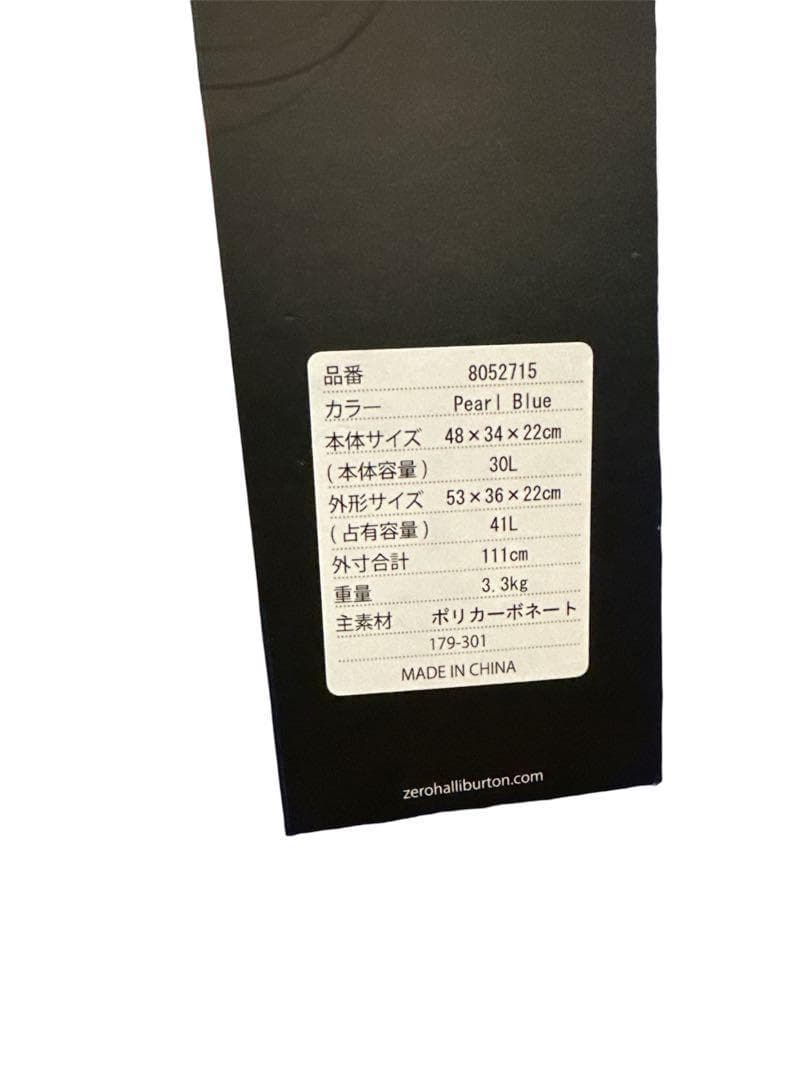 品番 8052715
カラー Pearl Blue
本体サイズ 48×34×22cm
(本体容量) 30L
外形サイズ 53×36×22cm
(占有容量) 41L
外寸合計 111cm
重量 3.3kg
主素材 ポリカーボネート
179-301
MADE IN CHINA
zerohalliburton.com